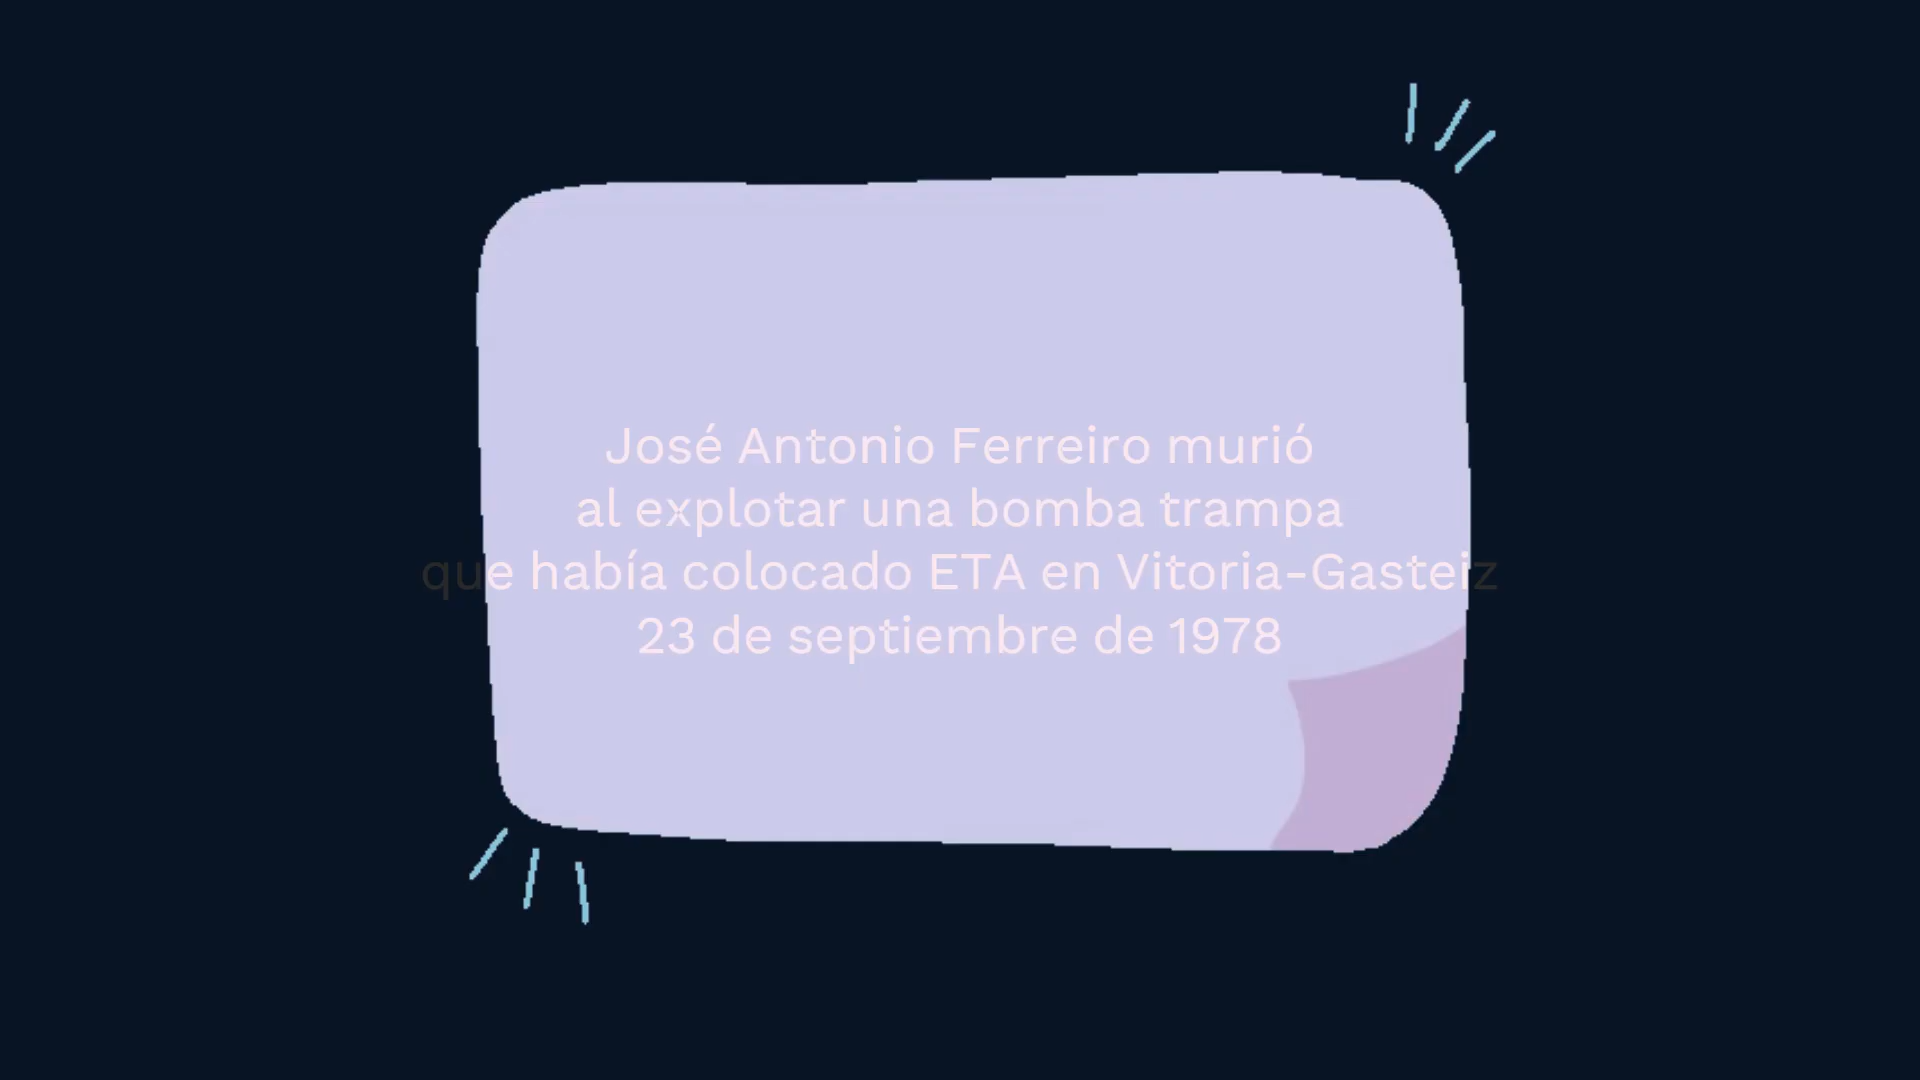 José Antonio Ferreiro murió
al explotar una bomba trampa
que había colocado ETA en Vitoria-Gasteiz
23 de septiembre de 1978